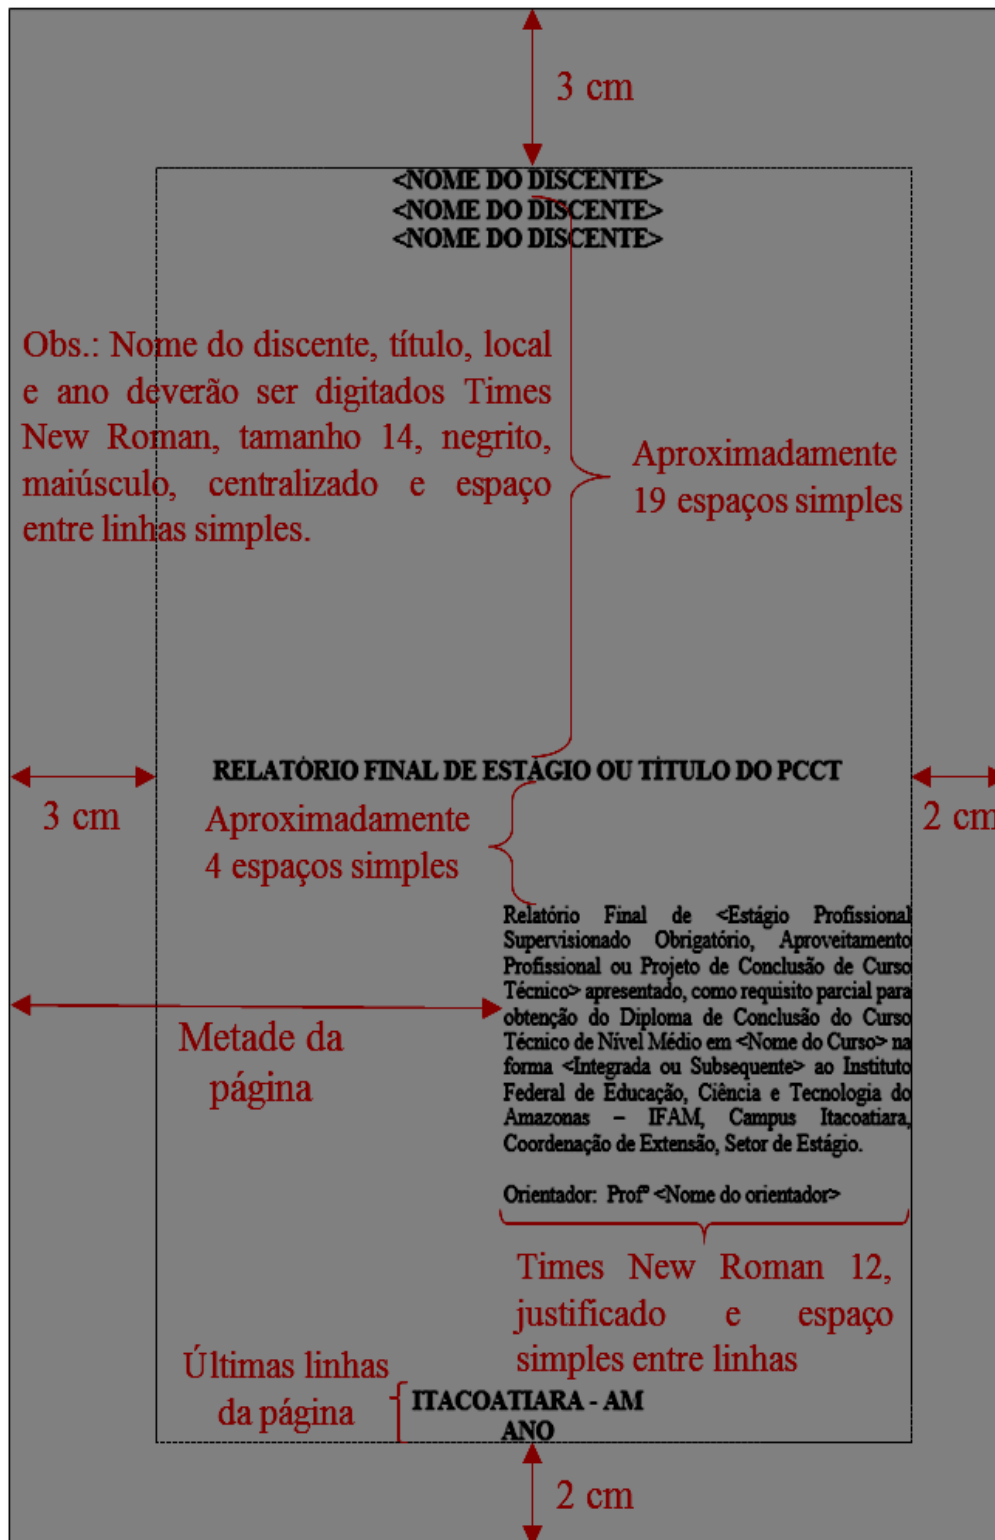 3 cm
<NOME DO DISCENTE>
<NOME DO DISCENTE>
<NOME DO DISCENTE>
Obs.: Nome do discente, título, local
e ano deverão ser digitados Times
New Roman, tamanho 14, negrito,
maiúsculo, centralizado e espaço
entre linhas simples.
Aproximadamente
19 espaços simples
RELATÓRIO FINAL DE ESTÁGIO OU TÍTULO DO PCCT
3 cm
2 cm
Aproximadamente
4 espaços simples
Relatório Final de <Estágio Profissional
Supervisionado Obrigatório, Aproveitamento
Profissional ou Projeto de Conclusão de Curso
Técnico> apresentado, como requisito parcial para
obtenção do Diploma de Conclusão do Curso
Técnico de Nível Médio em <Nome do Curso> na
forma <Integrada ou Subsequente> ao Instituto
Federal de Educação, Ciência e Tecnologia do
Amazonas – IFAM, Campus Itacoatiara,
Coordenação de Extensão, Setor de Estágio.
Metade da
página
Orientador: Profº <Nome do orientador>
Times New Roman 12,
justificado e espaço
simples entre linhas
Últimas linhas
da página
ITACOATIARA - AM
ANO
2 cm